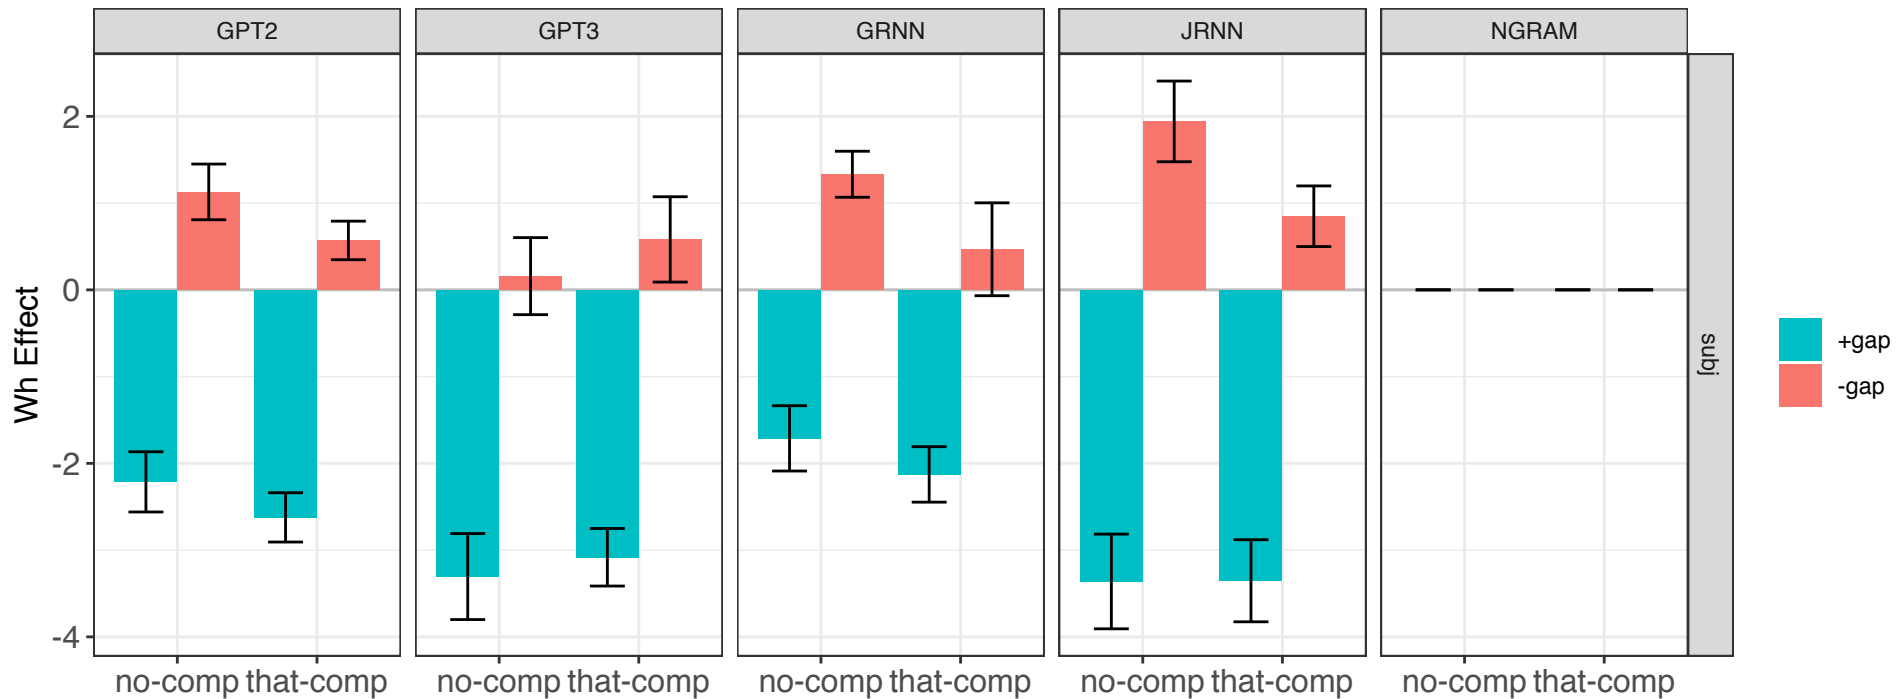 GPT2 GPT3 GRNN JRNN NGRAM
2
0
-2
-4
Wh Effect
subj
+gap
-gap
no-comp that-comp no-comp that-comp no-comp that-comp no-comp that-comp no-comp that-comp